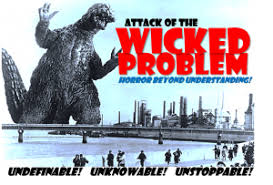 ATTACK OF THE
WICKED
PROBLEM
HORROR BEYOND UNDERSTANDING!
UNDEFINABLE! UNKNOWABLE! UNSTOPPABLE!